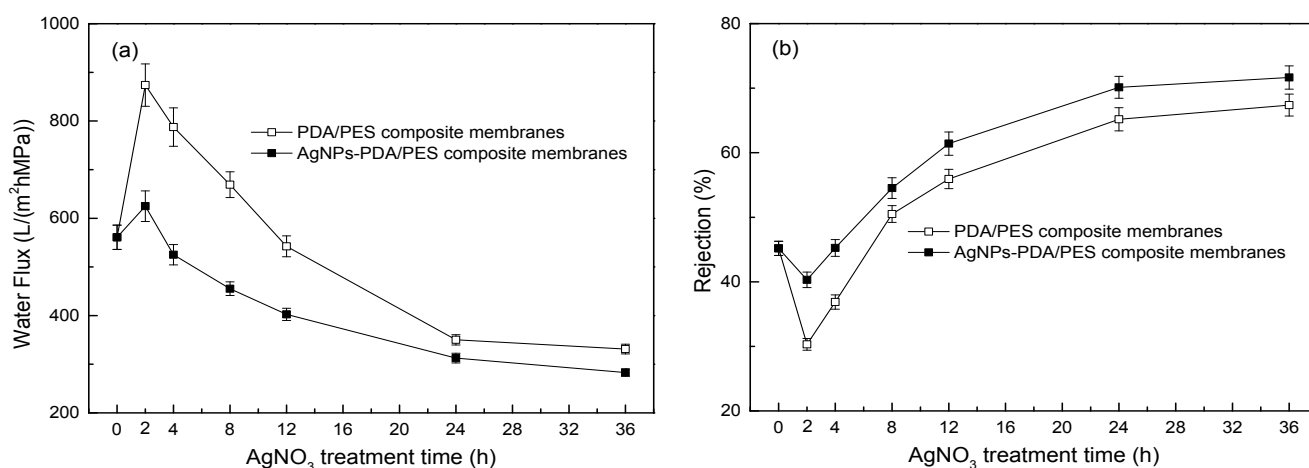 (a)
1000
800
600
400
200
Water Flux (L/(m²hMPa))
PDA/PES composite membranes
AgNPs-PDA/PES composite membranes
0 2 4 8 12 16 20 24 28 32 36
AgNO₃ treatment time (h)
(b)
80
60
40
20
Rejection (%)
PDA/PES composite membranes
AgNPs-PDA/PES composite membranes
0 2 4 8 12 16 20 24 28 32 36
AgNO₃ treatment time (h)